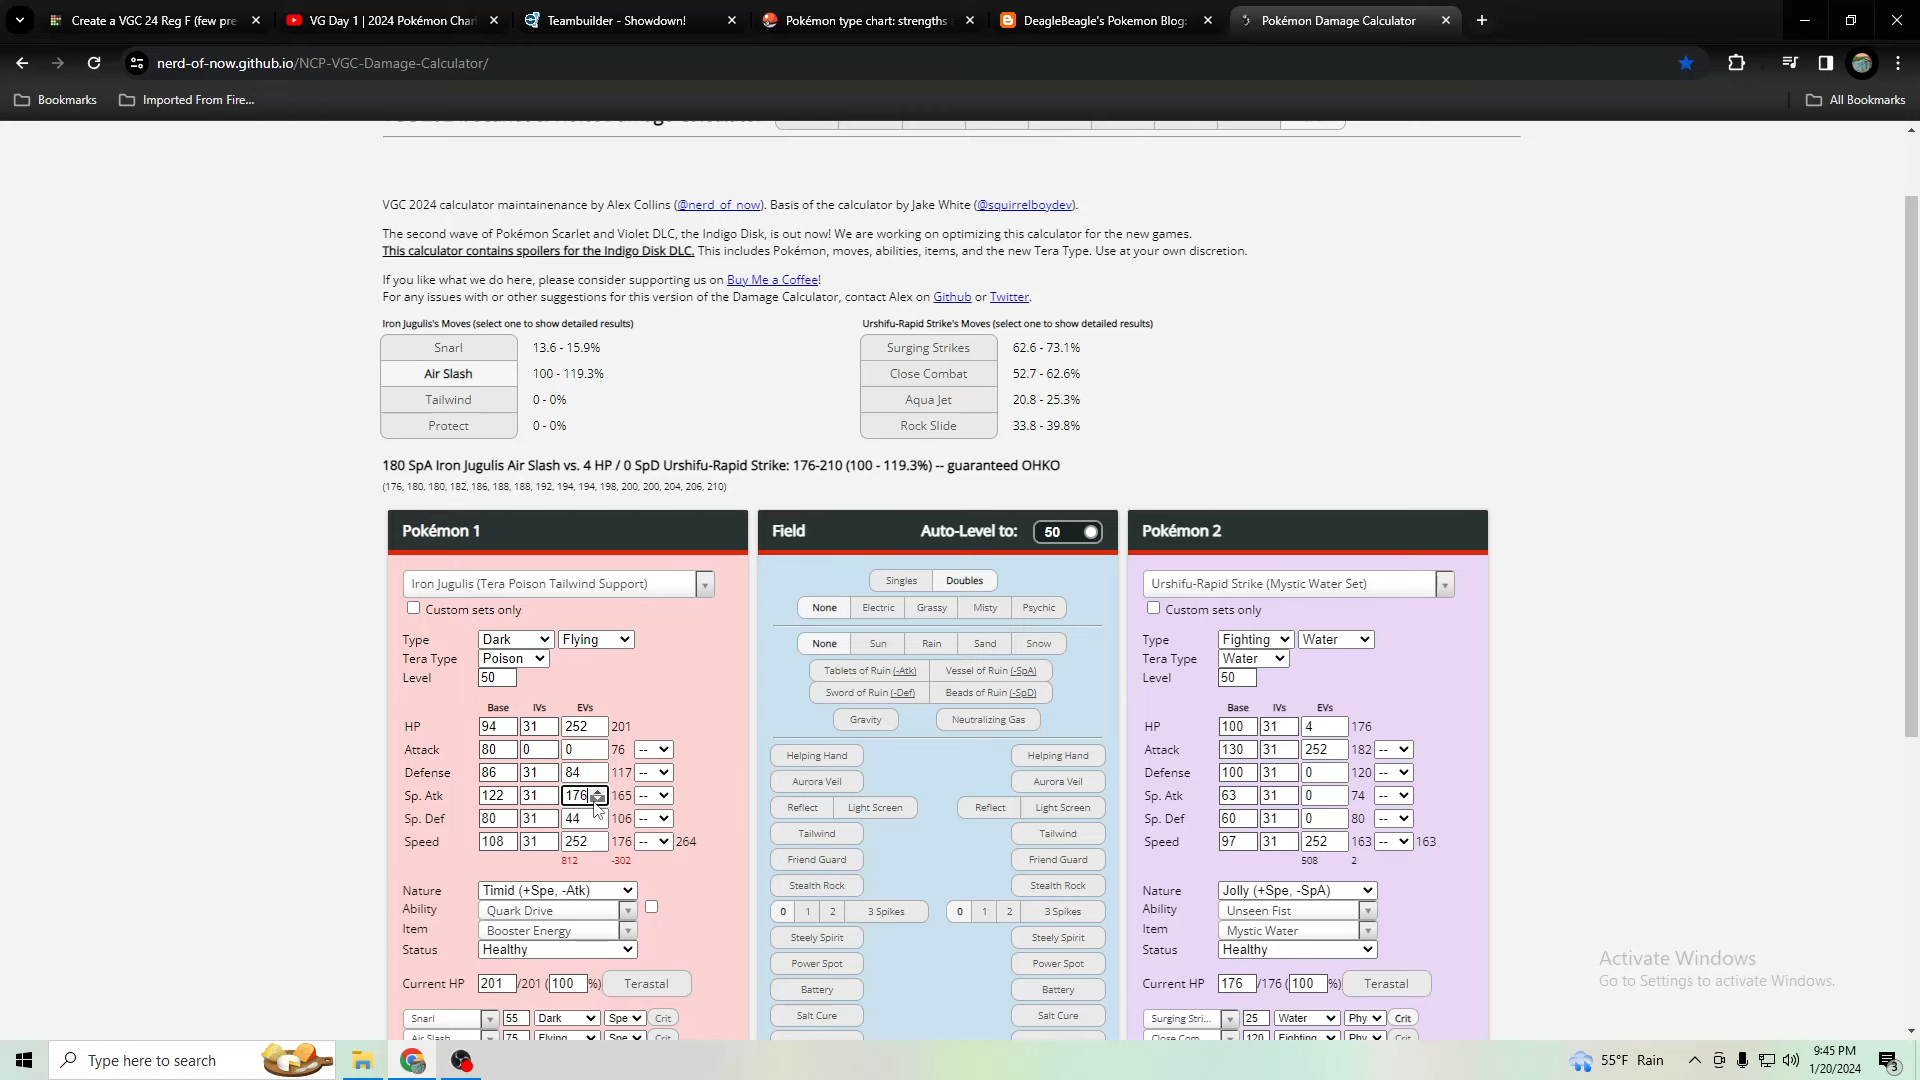 Create a VGC 24 Reg F (few pre
VG Day 1 | 2024 Pokémon Char
Teambuilder - Showdown!
Pokémon type chart: strengths
DeagleBeagle's Pokemon Blog:
Pokémon Damage Calculator
nerd-of-now.github.io/NCP-VGC-Damage-Calculator/
Bookmarks Imported From Fire... All Bookmarks
VGC 2024 calculator maintainenance by Alex Collins (@nerd_of_now). Basis of the calculator by Jake White (@squirrelboydev).
The second wave of Pokémon Scarlet and Violet DLC, the Indigo Disk, is out now! We are working on optimizing this calculator for the new games.
This calculator contains spoilers for the Indigo Disk DLC. This includes Pokémon, moves, abilities, items, and the new Tera Type. Use at your own discretion.
If you like what we do here, please consider supporting us on Buy Me a Coffee!
For any issues with or other suggestions for this version of the Damage Calculator, contact Alex on Github or Twitter.
Iron Jugulis's Moves (select one to show detailed results)
Snarl 13.6 - 15.9%
Air Slash 100 - 119.3%
Tailwind 0 - 0%
Protect 0 - 0%
Urshifu-Rapid Strike's Moves (select one to show detailed results)
Surging Strikes 62.6 - 73.1%
Close Combat 52.7 - 62.6%
Aqua Jet 20.8 - 25.3%
Rock Slide 33.8 - 39.8%
180 SpA Iron Jugulis Air Slash vs. 4 HP / 0 SpD Urshifu-Rapid Strike: 176-210 (100 - 119.3%) -- guaranteed OHKO
(176, 180, 180, 182, 186, 188, 188, 192, 194, 194, 198, 200, 200, 204, 206, 210)
Pokémon 1
Iron Jugulis (Tera Poison Tailwind Support)
Custom sets only
Type Dark Flying
Tera Type Poison
Level 50
Base IVs EVs
HP 94 31 252 201
Attack 80 0 0 76 --
Defense 86 31 84 117 --
Sp. Atk 122 31 176 165 --
Sp. Def 80 31 44 106 --
Speed 108 31 252 176 -- 264
812 -302
Nature Timid (+Spe, -Atk)
Ability Quark Drive
Item Booster Energy
Status Healthy
Current HP 201 /201 ( 100 %) Terastal
Snarl 55 Dark Spe Crit
Air Slash 75 Flying Spe Crit
Field Auto-Level to: 50
Singles Doubles
None Electric Grassy Misty Psychic
None Sun Rain Sand Snow
Tablets of Ruin (-Atk) Vessel of Ruin (-SpA)
Sword of Ruin (-Def) Beads of Ruin (-SpD)
Gravity Neutralizing Gas
Helping Hand Helping Hand
Aurora Veil Aurora Veil
Reflect Light Screen Reflect Light Screen
Tailwind Tailwind
Friend Guard Friend Guard
Stealth Rock Stealth Rock
0 1 2 3 Spikes 0 1 2 3 Spikes
Steely Spirit Steely Spirit
Power Spot Power Spot
Battery Battery
Salt Cure Salt Cure
Pokémon 2
Urshifu-Rapid Strike (Mystic Water Set)
Custom sets only
Type Fighting Water
Tera Type Water
Level 50
Base IVs EVs
HP 100 31 4 176
Attack 130 31 252 182 --
Defense 100 31 0 120 --
Sp. Atk 63 31 0 74 --
Sp. Def 60 31 0 80 --
Speed 97 31 252 163 -- 163
508 2
Nature Jolly (+Spe, -SpA)
Ability Unseen Fist
Item Mystic Water
Status Healthy
Current HP 176 /176 ( 100 %) Terastal
Surging Stri... 25 Water Phy Crit
Close Com... 120 Fighting Phy Crit
Activate Windows
Go to Settings to activate Windows.
Type here to search
55°F Rain
9:45 PM
1/20/2024
3